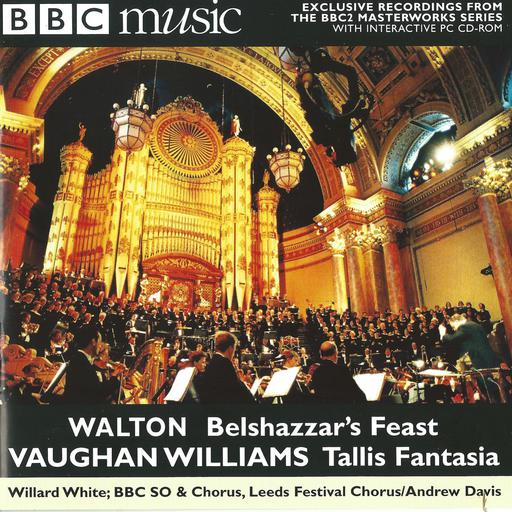 BBC music
EXCLUSIVE RECORDINGS FROM
THE BBC2 MASTERWORKS SERIES
WITH INTERACTIVE PC CD-ROM
WALTON Belshazzar's Feast
VAUGHAN WILLIAMS Tallis Fantasia
Willard White; BBC SO & Chorus, Leeds Festival Chorus/Andrew Davis